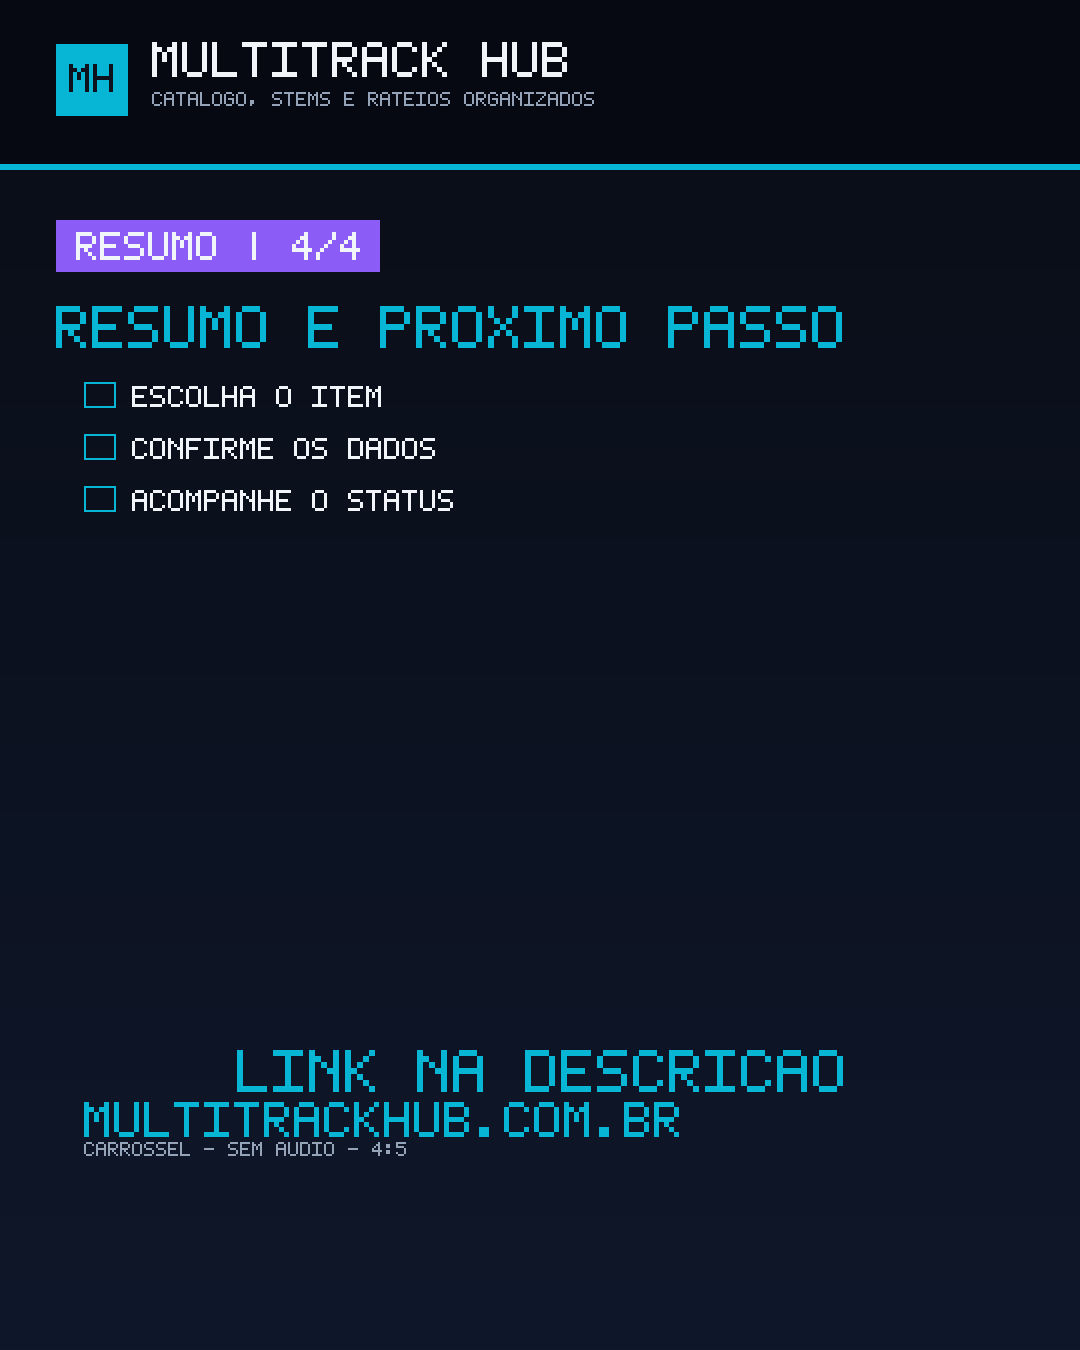 MH
MULTITRACK HUB
CATALOGO, STEMS E RATEIOS ORGANIZADOS
RESUMO | 4/4
RESUMO E PROXIMO PASSO
ESCOLHA O ITEM
CONFIRME OS DADOS
ACOMPANHE O STATUS
LINK NA DESCRICAO
MULTITRACKHUB.COM.BR
CARROSSEL - SEM AUDIO - 4:5